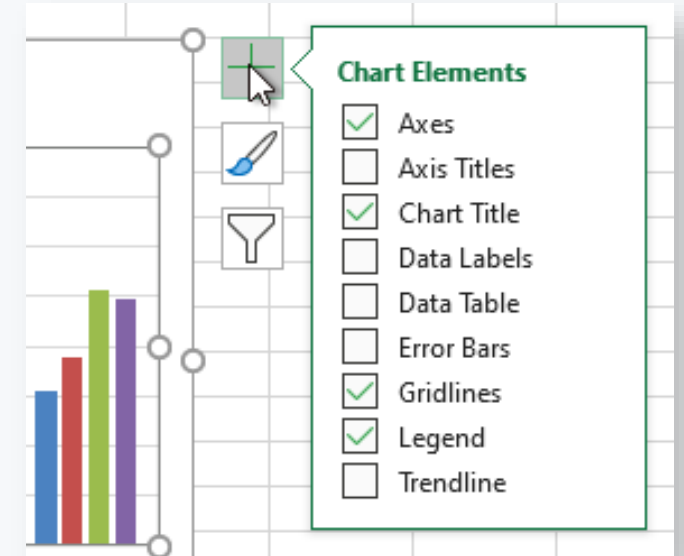 Chart Elements
Axes
Axis Titles
Chart Title
Data Labels
Data Table
Error Bars
Gridlines
Legend
Trendline